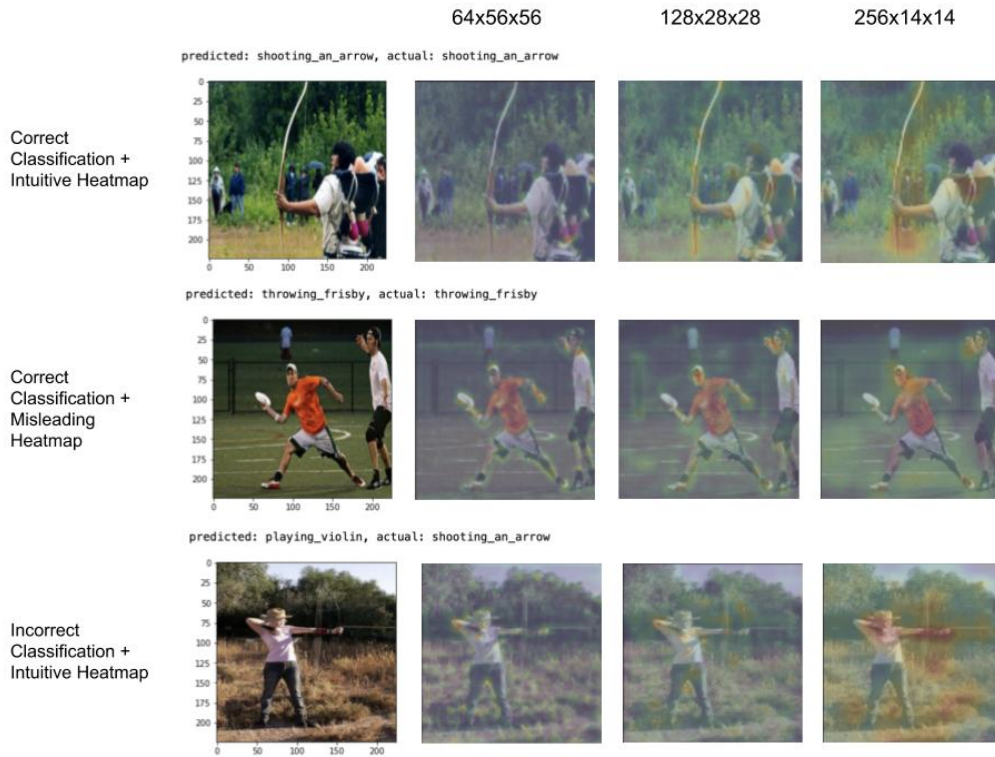 64x56x56 128x28x28 256x14x14
predicted: shooting_an_arrow, actual: shooting_an_arrow
Correct
Classification +
Intuitive Heatmap
0
25
50
75
100
125
150
175
200
0 50 100 150 200
predicted: throwing_frisby, actual: throwing_frisby
Correct
Classification +
Misleading
Heatmap
0
25
50
75
100
125
150
175
200
0 50 100 150 200
predicted: playing_violin, actual: shooting_an_arrow
Incorrect
Classification +
Intuitive Heatmap
0
25
50
75
100
125
150
175
200
0 50 100 150 200